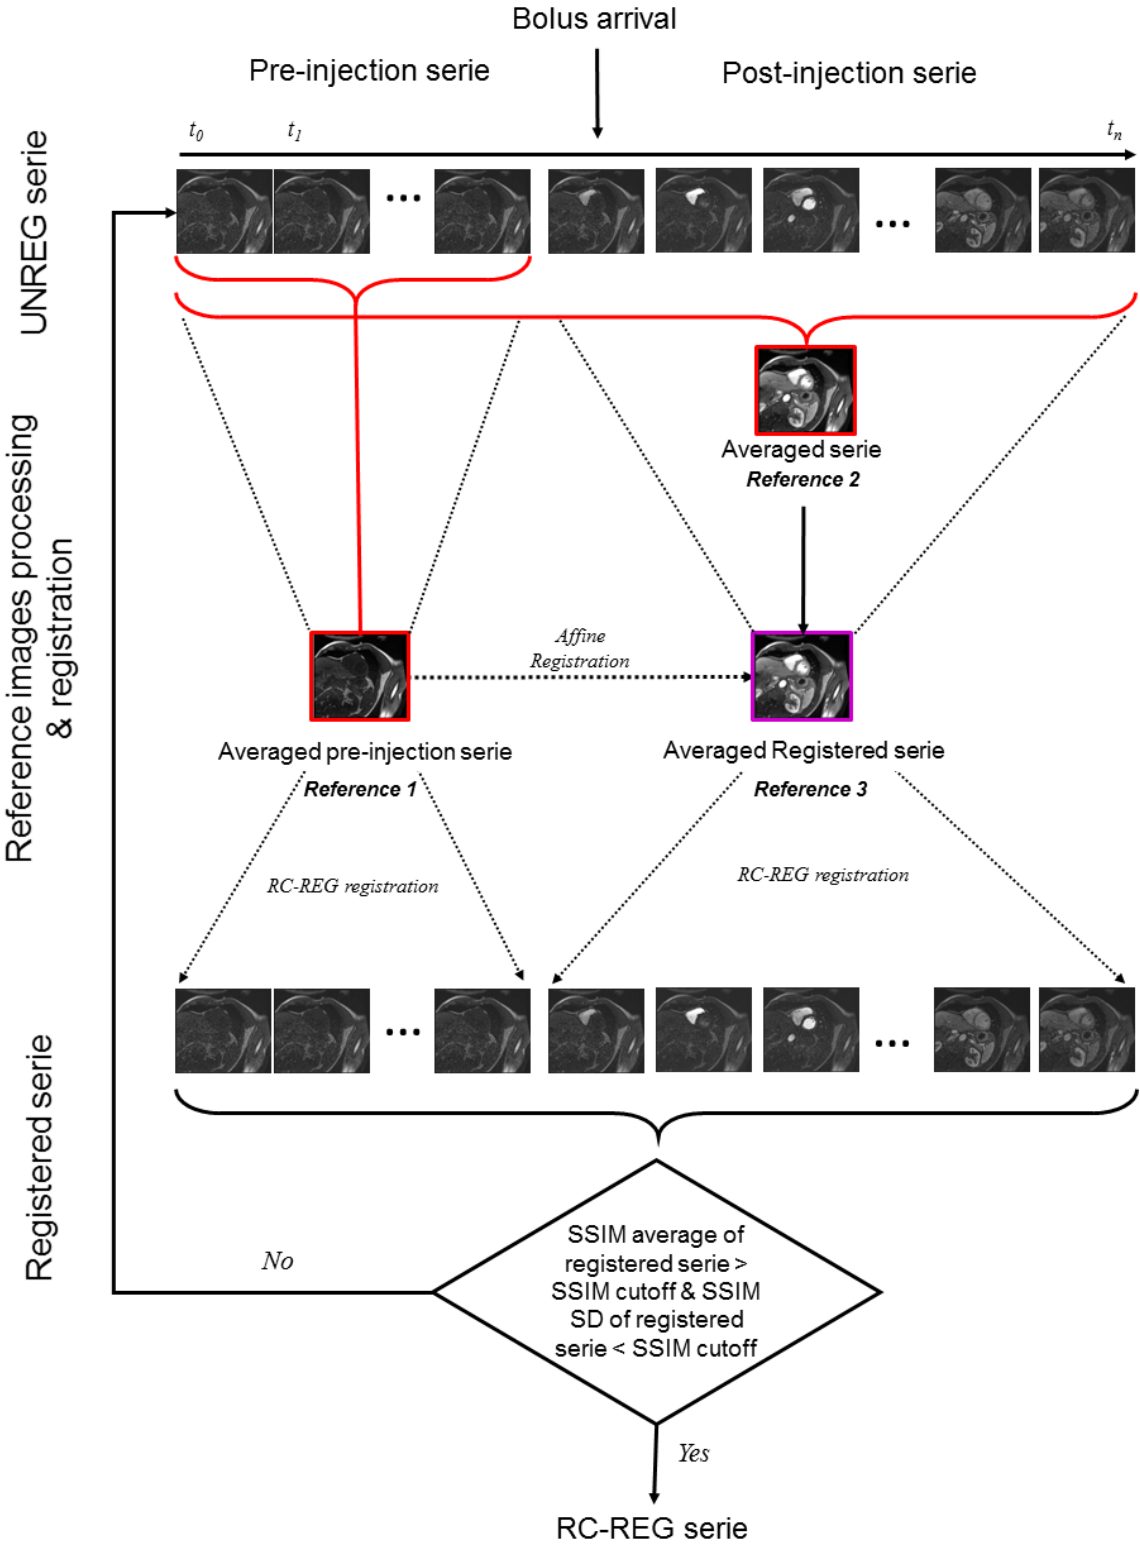 Bolus arrival
Pre-injection serie
Post-injection serie
t0
t1
tn
UNREG serie
...
...
Averaged serie
Reference 2
Reference images processing
& registration
Affine
Registration
Averaged pre-injection serie
Reference 1
Averaged Registered serie
Reference 3
RC-REG registration
RC-REG registration
Registered serie
...
...
SSIM average of
registered serie >
SSIM cutoff & SSIM
SD of registered
serie < SSIM cutoff
No
Yes
RC-REG serie